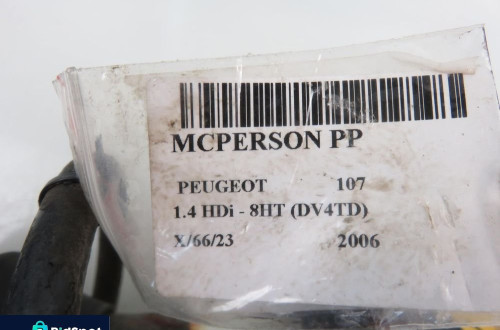 MCPERSON PP
PEUGEOT 107
1.4 HDi - 8HT (DV4TD)
X/66/23 2006